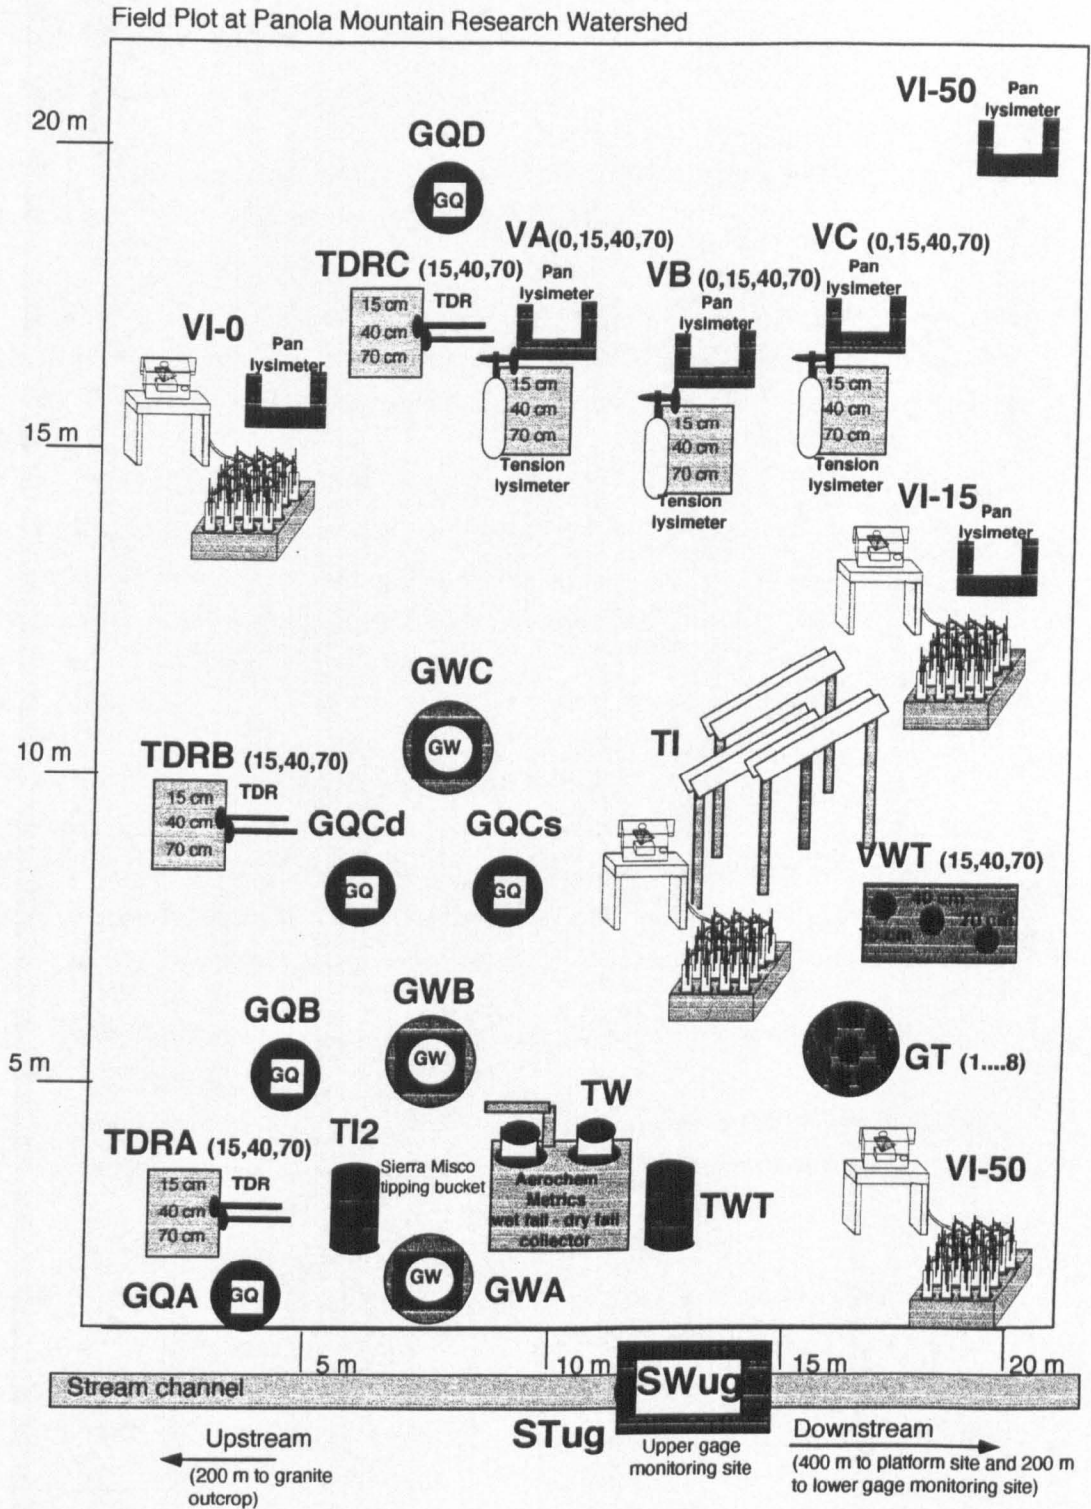 Field Plot at Panola Mountain Research Watershed
VI-50
Pan
lysimeter
20 m
GQD
GQ
VA(0,15,40,70)
Pan
lysimeter
VB (0,15,40,70)
Pan
lysimeter
VC (0,15,40,70)
Pan
lysimeter
TDRC (15,40,70)
TDR
15 cm
40 cm
70 cm
VI-0
Pan
lysimeter
15 cm
40 cm
70 cm
Tension
lysimeter
15 cm
40 cm
70 cm
Tension
lysimeter
15 cm
40 cm
70 cm
Tension
lysimeter
15 m
VI-15
Pan
lysimeter
GWC
GW
TI
10 m
TDRB (15,40,70)
TDR
15 cm
40 cm
70 cm
GQCd
GQ
GQCs
GQ
VWT (15,40,70)
40 cm
70 cm
15 cm
GWB
GW
GQB
GQ
GT (1....8)
5 m
TW
TI2
Sierra Misco
tipping bucket
Aerochem
Metrics
wet fall - dry fall
collector
TWT
VI-50
TDRA (15,40,70)
TDR
15 cm
40 cm
70 cm
GQA
GQ
GW
GWA
5 m
10 m
15 m
20 m
Stream channel
SWug
STug
Upper gage
monitoring site
Upstream
(200 m to granite
outcrop)
Downstream
(400 m to platform site and 200 m
to lower gage monitoring site)